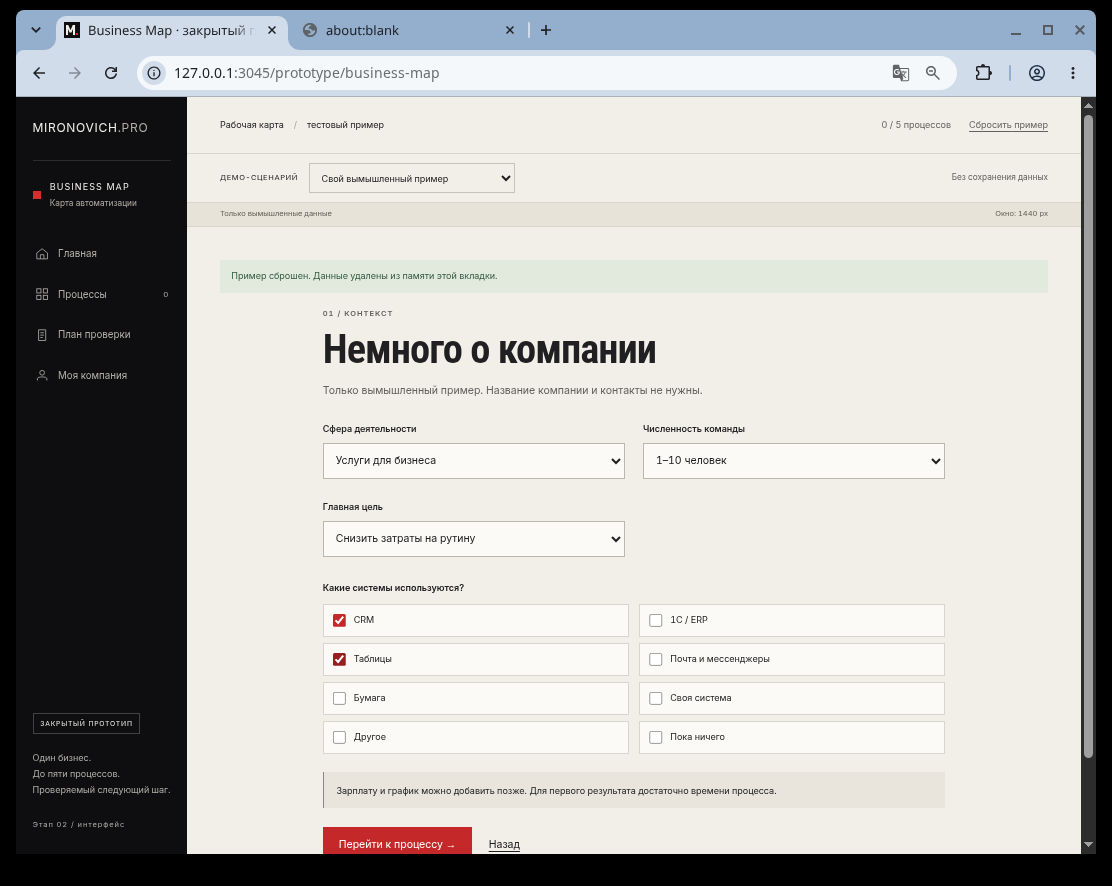 Business Map · закрытый п
about:blank
127.0.0.1:3045/prototype/business-map
MIRONOVICH.PRO
BUSINESS MAP
Карта автоматизации
Главная
Процессы 0
План проверки
Моя компания
ЗАКРЫТЫЙ ПРОТОТИП
Один бизнес.
До пяти процессов.
Проверяемый следующий шаг.
Этап 02 / интерфейс
Рабочая карта / тестовый пример
0 / 5 процессов Сбросить пример
ДЕМО-СЦЕНАРИЙ Свой вымышленный пример Без сохранения данных
Только вымышленные данные Окно: 1440 px
Пример сброшен. Данные удалены из памяти этой вкладки.
01 / КОНТЕКСТ
Немного о компании
Только вымышленный пример. Название компании и контакты не нужны.
Сфера деятельности Численность команды
Услуги для бизнеса 1–10 человек
Главная цель
Снизить затраты на рутину
Какие системы используются?
CRM 1С / ERP
Таблицы Почта и мессенджеры
Бумага Своя система
Другое Пока ничего
Зарплату и график можно добавить позже. Для первого результата достаточно времени процесса.
Перейти к процессу → Назад